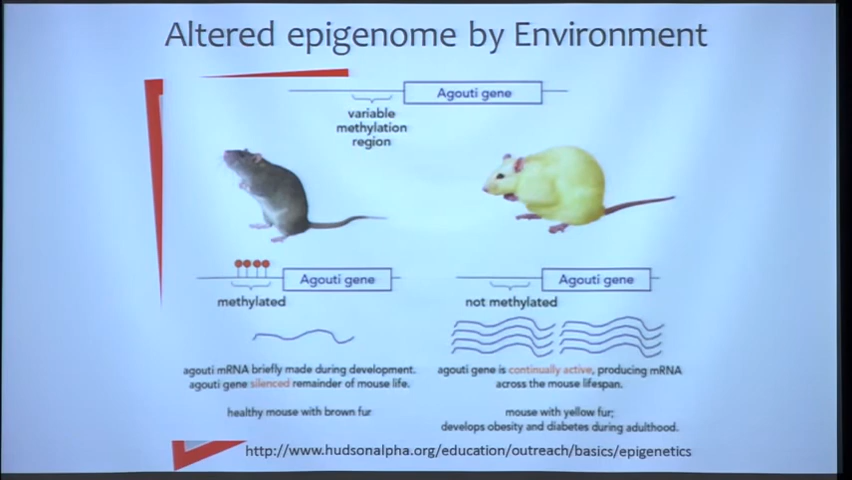 Altered epigenome by Environment
Agouti gene
variable
methylation
region
Agouti gene
methylated
Agouti gene
not methylated
agouti mRNA briefly made during development.
agouti gene silenced remainder of mouse life.
healthy mouse with brown fur
agouti gene is continually active, producing mRNA
across the mouse lifespan.
mouse with yellow fur;
develops obesity and diabetes during adulthood.
http://www.hudsonalpha.org/education/outreach/basics/epigenetics